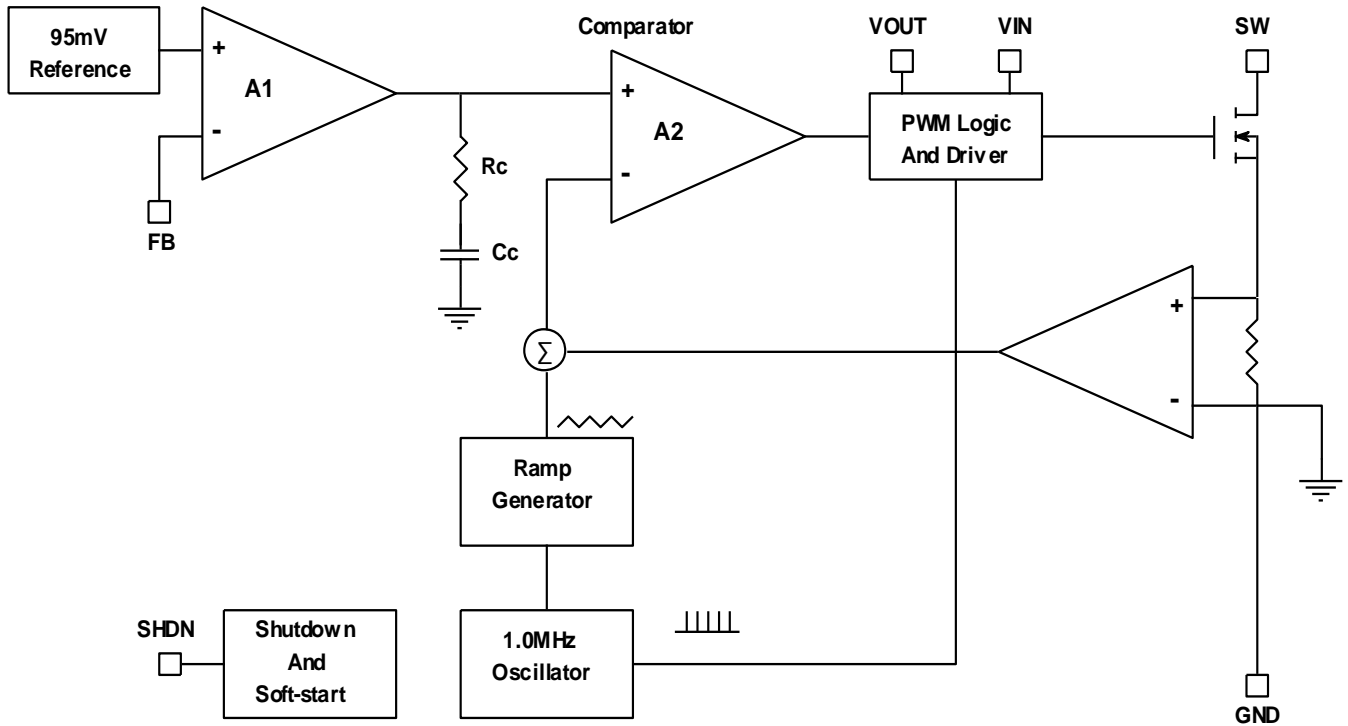 95mV
Reference
+
-
A1
FB
Rc
Cc
Comparator
+
-
A2
VOUT
VIN
PWM Logic
And Driver
SW
+
-
Σ
Ramp
Generator
1.0MHz
Oscillator
SHDN
Shutdown
And
Soft-start
GND